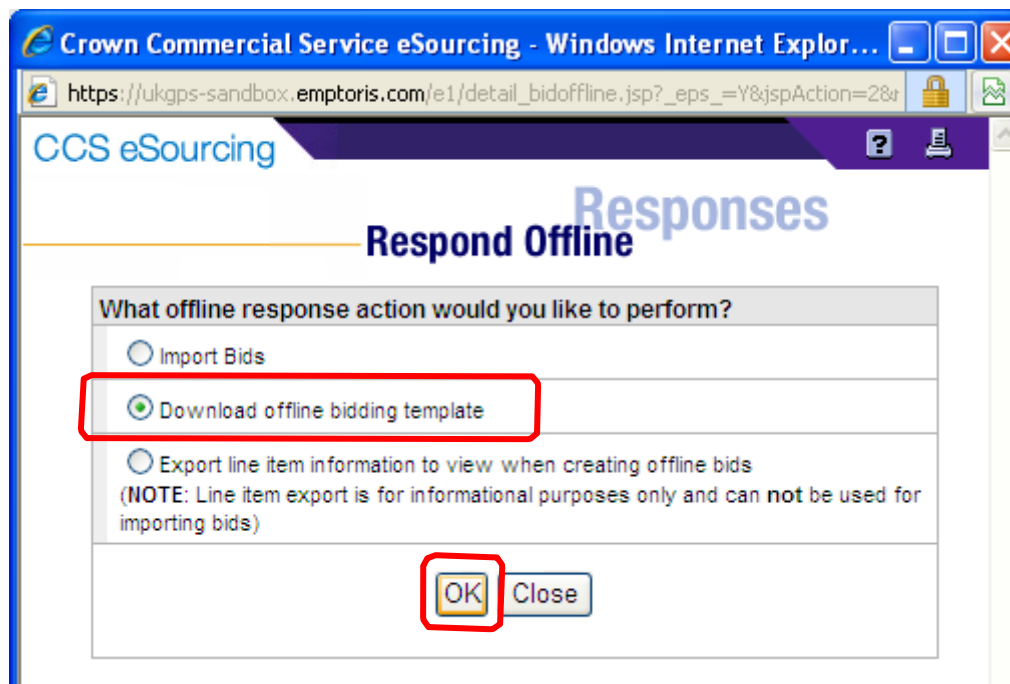 Crown Commercial Service eSourcing - Windows Internet Explor...
https://ukgps-sandbox.emptoris.com/e1/detail_bidoffline.jsp?_eps_=Y&jspAction=2&r
CCS eSourcing
Responses
Respond Offline
What offline response action would you like to perform?
Import Bids
Download offline bidding template
Export line item information to view when creating offline bids
(NOTE: Line item export is for informational purposes only and can not be used for
importing bids)
OK Close